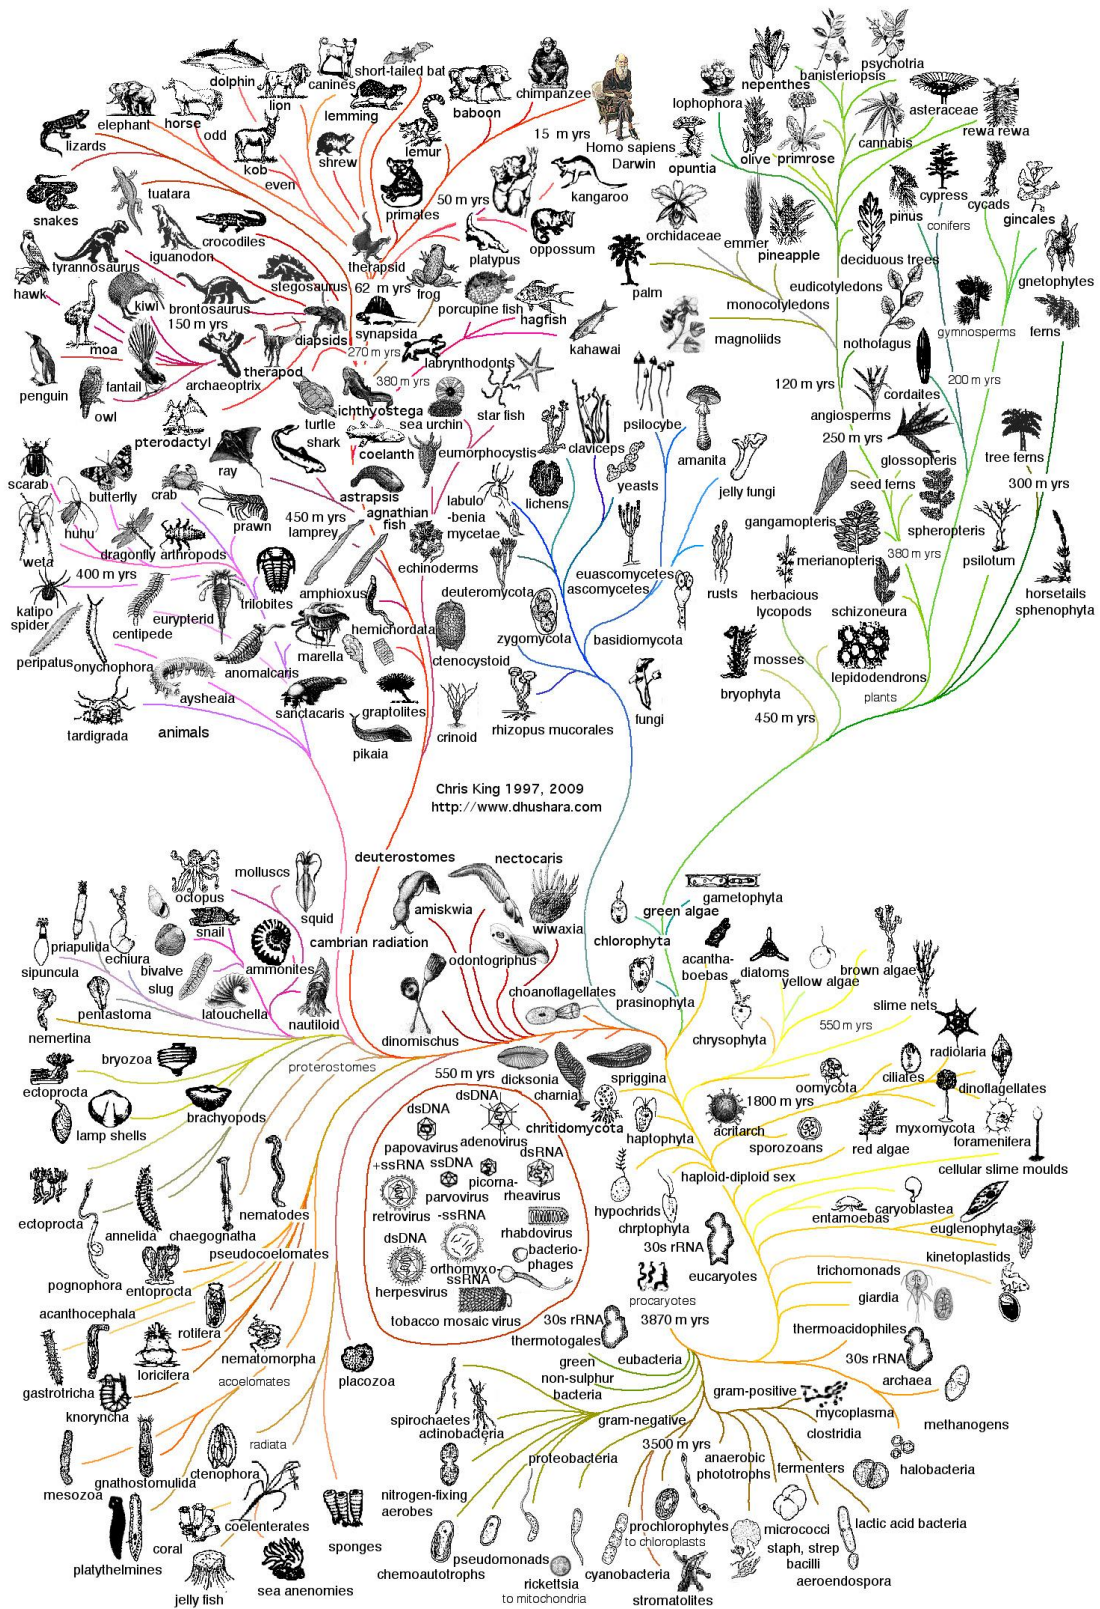 dolphin
lion
canines
short-tailed bat
lemming
baboon
chimpanzee
15 m yrs
Homo sapiens
Darwin
elephant
horse
odd
kob
even
shrew
lemur
primates
50 m yrs
kangaroo
lizards
snakes
tuatara
crocodiles
iguanodon
tyrannosaurus
hawk
kiwi
brontosaurus
150 m yrs
stegosaurus
therapsid
62 m yrs
platypus
oppossum
frog
porcupine fish
hagfish
kahawai
moa
penguin
owl
fantail
archaeoptrix
therapod
diapsids
synapsida
270 m yrs
labrynthodonts
380 m yrs
pterodactyl
turtle
ichthyostega
sea urchin
star fish
shark
coelanth
eumorphocystis
ray
astrapsis
450 m yrs
lamprey
agnathian
fish
echinoderms
scarab
butterflly
crab
prawn
huhu
weta
dragonflly
arthropods
400 m yrs
katipo
spider
centipede
eurypterid
trilobites
amphioxus
hemichordata
ctenocystoid
peripatus
onychophora
anomalcaris
marella
aysheaia
sanctacaris
graptolites
crinoid
tardigrada
animals
pikaia
nepenthes
banisteriopsis
psychotria
lophophora
asteraceae
olive
primrose
cannabis
rewa rewa
opuntia
cypress
pinus
conifers
cycads
gincales
orchidaceae
emmer
pineapple
deciduous trees
gnetophytes
palm
eudicotyledons
monocotyledons
magnoliids
nothofagus
gymnosperms
ferns
120 m yrs
cordaites
200 m yrs
angiosperms
250 m yrs
glossopteris
tree ferns
seed ferns
300 m yrs
gangamopteris
spheropteris
merianopteris
380 m yrs
psilotum
herbacious
lycopods
schizoneura
horsetails
sphenophyta
mosses
bryophyta
lepidodendrons
plants
450 m yrs
psilocybe
claviceps
amanita
yeasts
lichens
jelly fungi
labulo
-benia
mycetae
euascomycetes
ascomycetes
rusts
deuteromycota
zygomycota
basidiomycota
rhizopus mucorales
fungi
Chris King 1997, 2009
http://www.dhushara.com
deuterostomes
nectocaris
molluscs
octopus
squid
amiskwia
wiwaxia
cambrian radiation
odontogriphus
snail
priapulida
echiura
sipuncula
bivalve
slug
ammonites
latouchella
nautiloid
pentastoma
nemertina
choanoflagellates
dinomischus
bryozoa
ectoprocta
proterostomes
550 m yrs
dicksonia
charnia
spriggina
brachyopods
lamp shells
gametophyta
green algae
chlorophyta
acantha-
boebas
diatoms
brown algae
yellow algae
prasinophyta
slime nets
chrysophyta
550 m yrs
radiolaria
oomycota
ciliates
dinoflagellates
1800 m yrs
acritarch
myxomycota
foramenifera
chritidomycota
haptophyta
sporozoans
red algae
cellular slime moulds
haploid-diploid sex
hypochrids
chrptophyta
entamoebas
caryoblastea
euglenophyta
30s rRNA
eucaryotes
kinetoplastids
trichomonads
giardia
dsDNA
dsDNA
papovavirus
adenovirus
+ssRNA
ssDNA
dsRNA
picorna-
parvovirus
rheavirus
retrovirus
-ssRNA
rhabdovirus
dsDNA
bacterio-
phages
orthomyxo-
ssRNA
herpesvirus
tobacco mosaic virus
ectoprocta
annelida
chaegognatha
nematodes
pseudocoelomates
pognophora
entoprocta
acanthocephala
rotifera
gastrotricha
loricifera
nematomorpha
placozoa
knoryncha
acoelomates
radiata
mesozoa
gnathostomulida
ctenophora
coelenterates
coral
sponges
platyhelmines
jelly fish
sea anenomies
procaryotes
3870 m yrs
30s rRNA
thermotogales
thermoacidophiles
30s rRNA
archaea
green
non-sulphur
bacteria
eubacteria
gram-positive
mycoplasma
methanogens
spirochaetes
actinobacteria
gram-negative
clostridia
3500 m yrs
proteobacteria
anaerobic
phototrophs
fermenters
halobacteria
nitrogen-fixing
aerobes
prochlorophytes
to chloroplasts
micrococci
lactic acid bacteria
staph, strep
bacilli
aeroendospora
chemoautotrophs
pseudomonads
rickettsia
to mitochondria
cyanobacteria
stromatolites